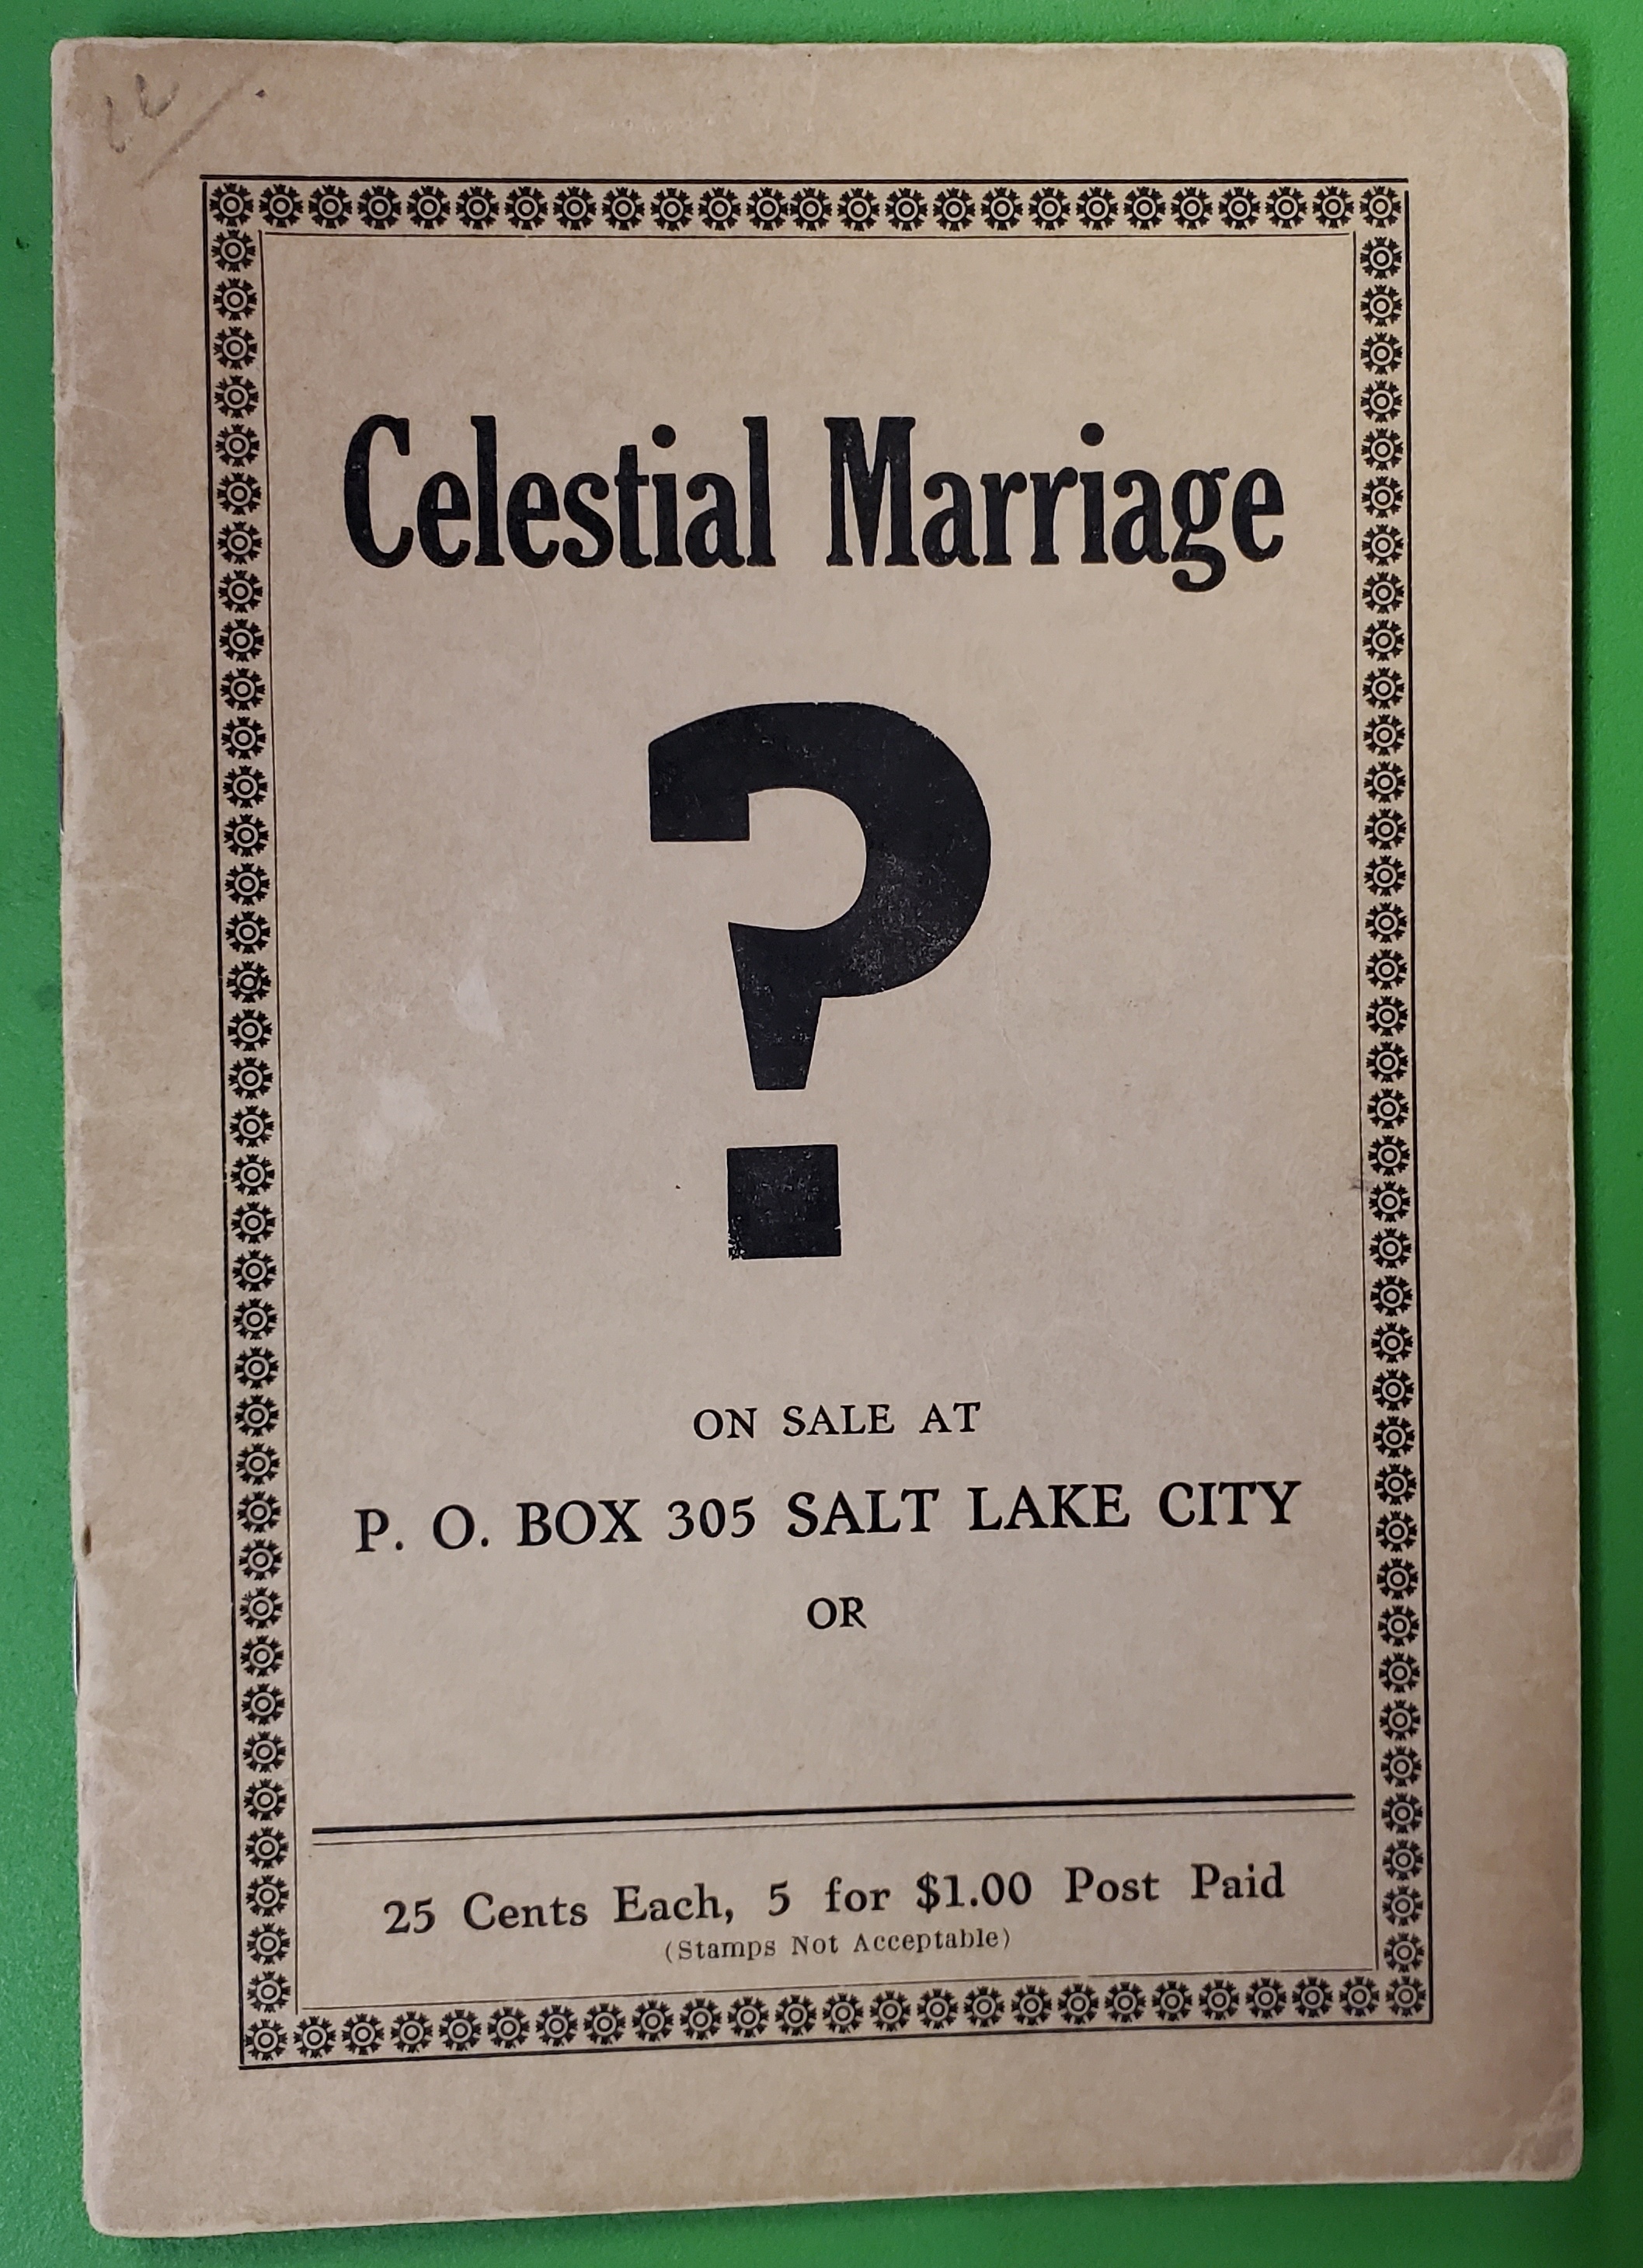 Celestial Marriage
?
ON SALE AT
P. O. BOX 305 SALT LAKE CITY
OR
25 Cents Each, 5 for $1.00 Post Paid
(Stamps Not Acceptable)